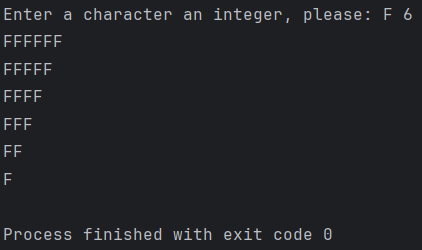 Enter a character an integer, please: F 6
FFFFFF
FFFFF
FFFF
FFF
FF
F
Process finished with exit code 0